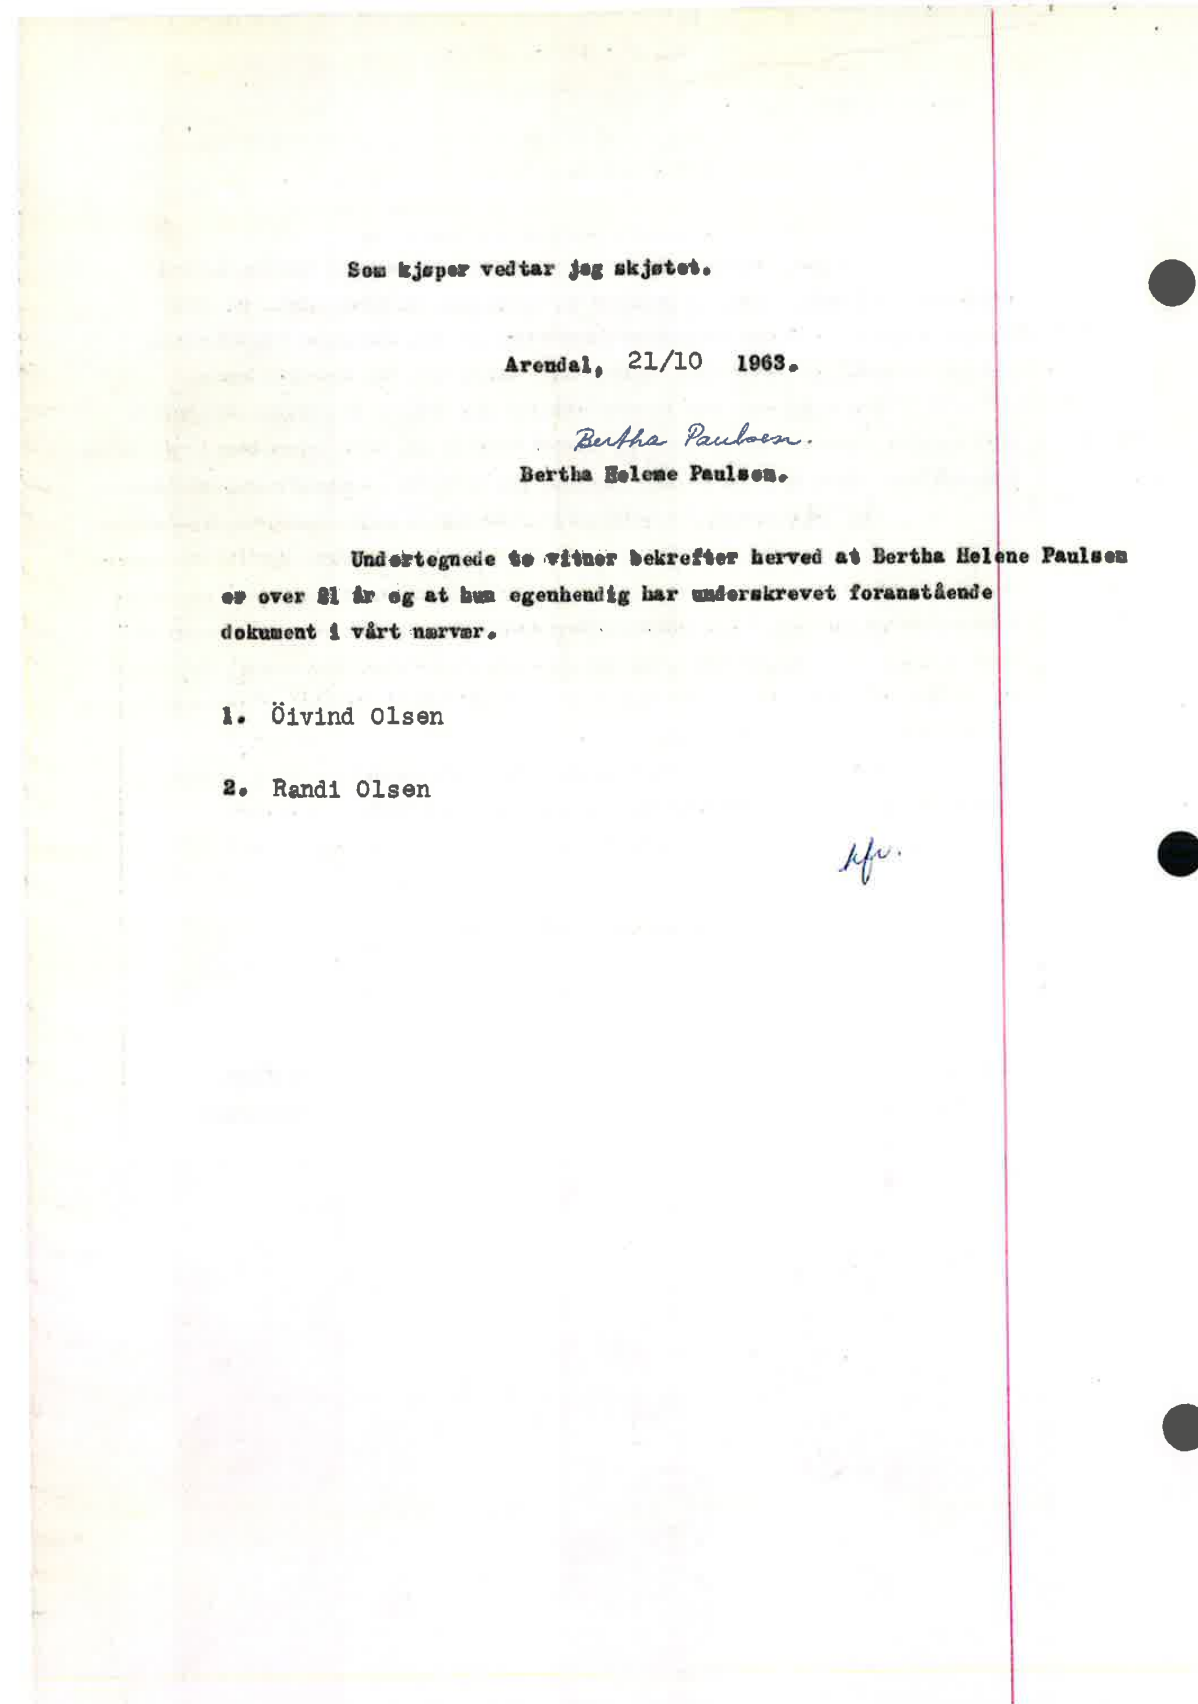 Som kjøper vedtar jeg skjøtet.
Arendal, 21/10 1963.
Bertha Paulsen.
Bertha Helene Paulsen.
Undertegnede to vitner bekrefter herved at Bertha Helene Paulsen
er over 21 år og at hun egenhendig har underskrevet foranstående
dokument i vårt nærvær.
1. Öivind Olsen
2. Randi Olsen